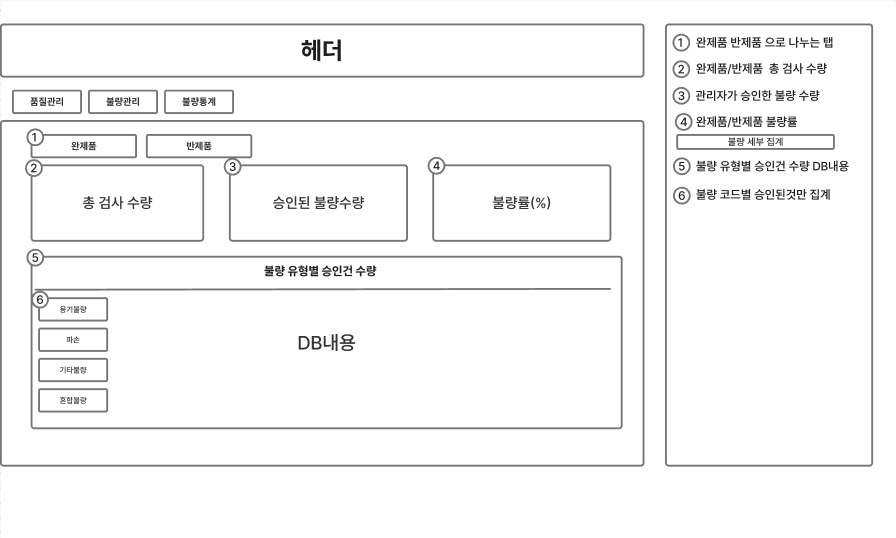 헤더
품질관리
불량관리
불량통계
1
완제품
반제품
2
총 검사 수량
3
승인된 불량수량
4
불량률(%)
5
불량 유형별 승인건 수량
6
용기불량
파손
기타불량
혼합불량
DB내용
1 완제품 반제품 으로 나누는 탭
2 완제품/반제품 총 검사 수량
3 관리자가 승인한 불량 수량
4 완제품/반제품 불량률
불량 세부 집계
5 불량 유형별 승인건 수량 DB내용
6 불량 코드별 승인된것만 집계